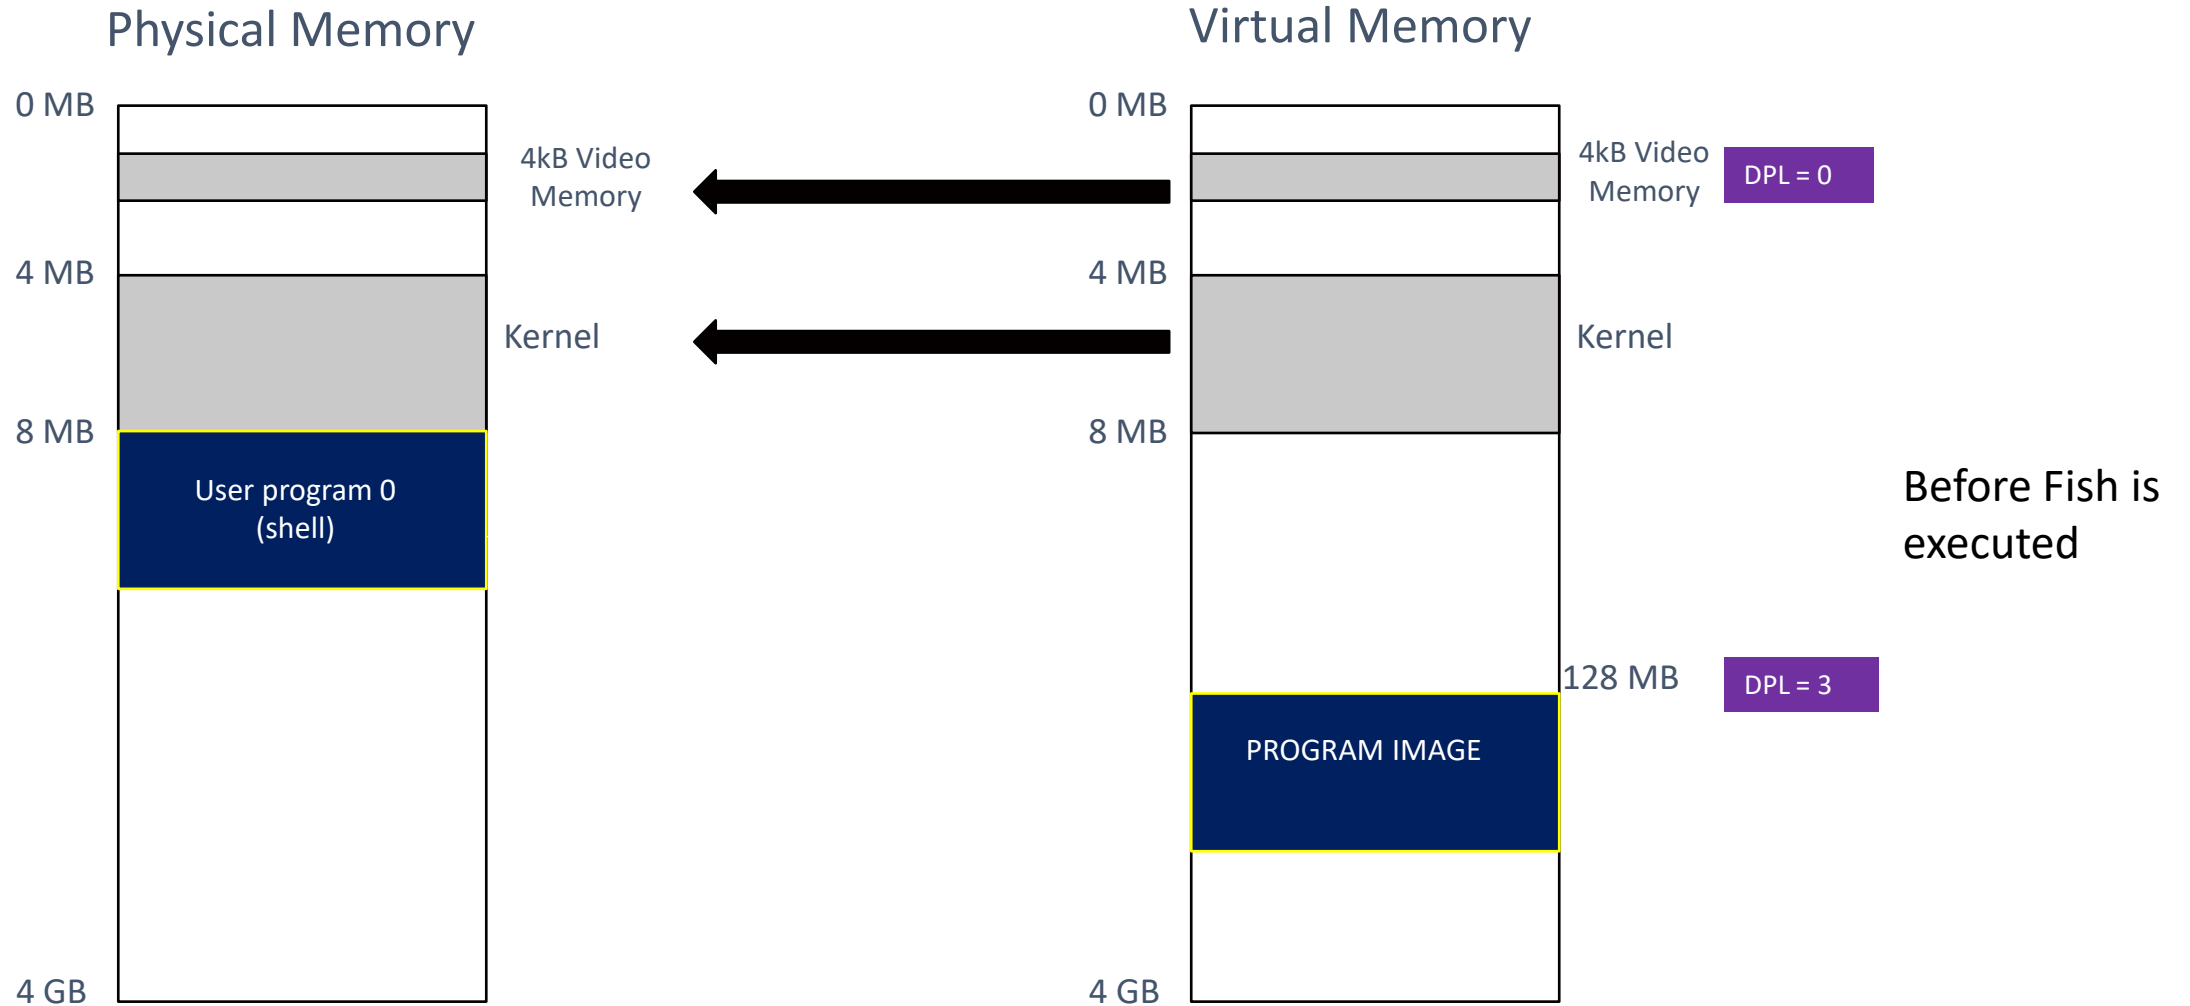 Physical Memory
Virtual Memory
0 MB
4kB Video
Memory
4 MB
Kernel
8 MB
User program 0
(shell)
4 GB
0 MB
4kB Video
Memory
DPL = 0
4 MB
Kernel
8 MB
Before Fish is
executed
128 MB
DPL = 3
PROGRAM IMAGE
4 GB